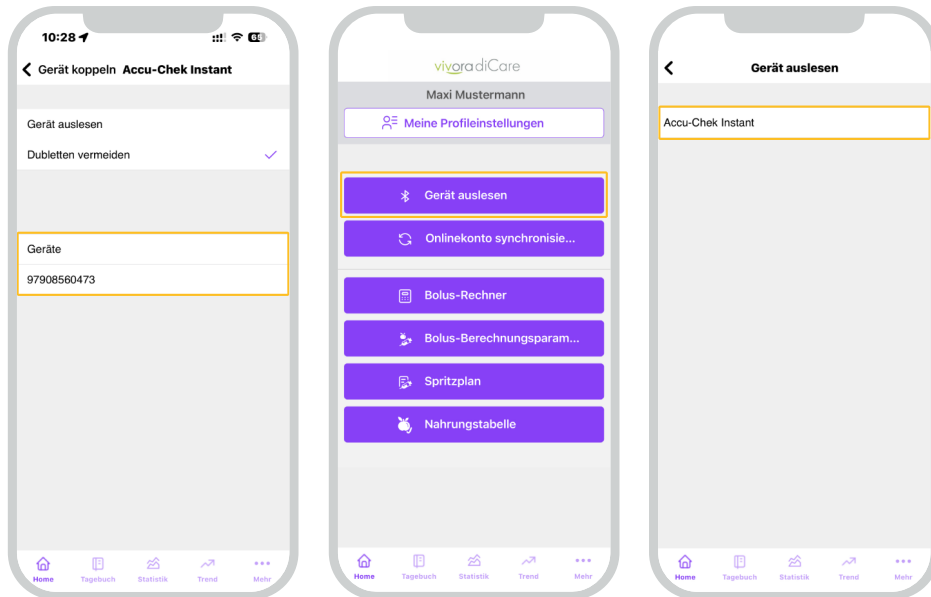 10:28
Gerät koppeln Accu-Chek Instant
Gerät auslesen
Dubletten vermeiden
Geräte
97908560473
Home Tagebuch Statistik Trend Mehr
vivora diCare
Maxi Mustermann
Meine Profileinstellungen
Gerät auslesen
Onlinekonto synchronisie...
Bolus-Rechner
Bolus-Berechnungsparam...
Spritzplan
Nahrungstabelle
Home Tagebuch Statistik Trend Mehr
Gerät auslesen
Accu-Chek Instant
Home Tagebuch Statistik Trend Mehr